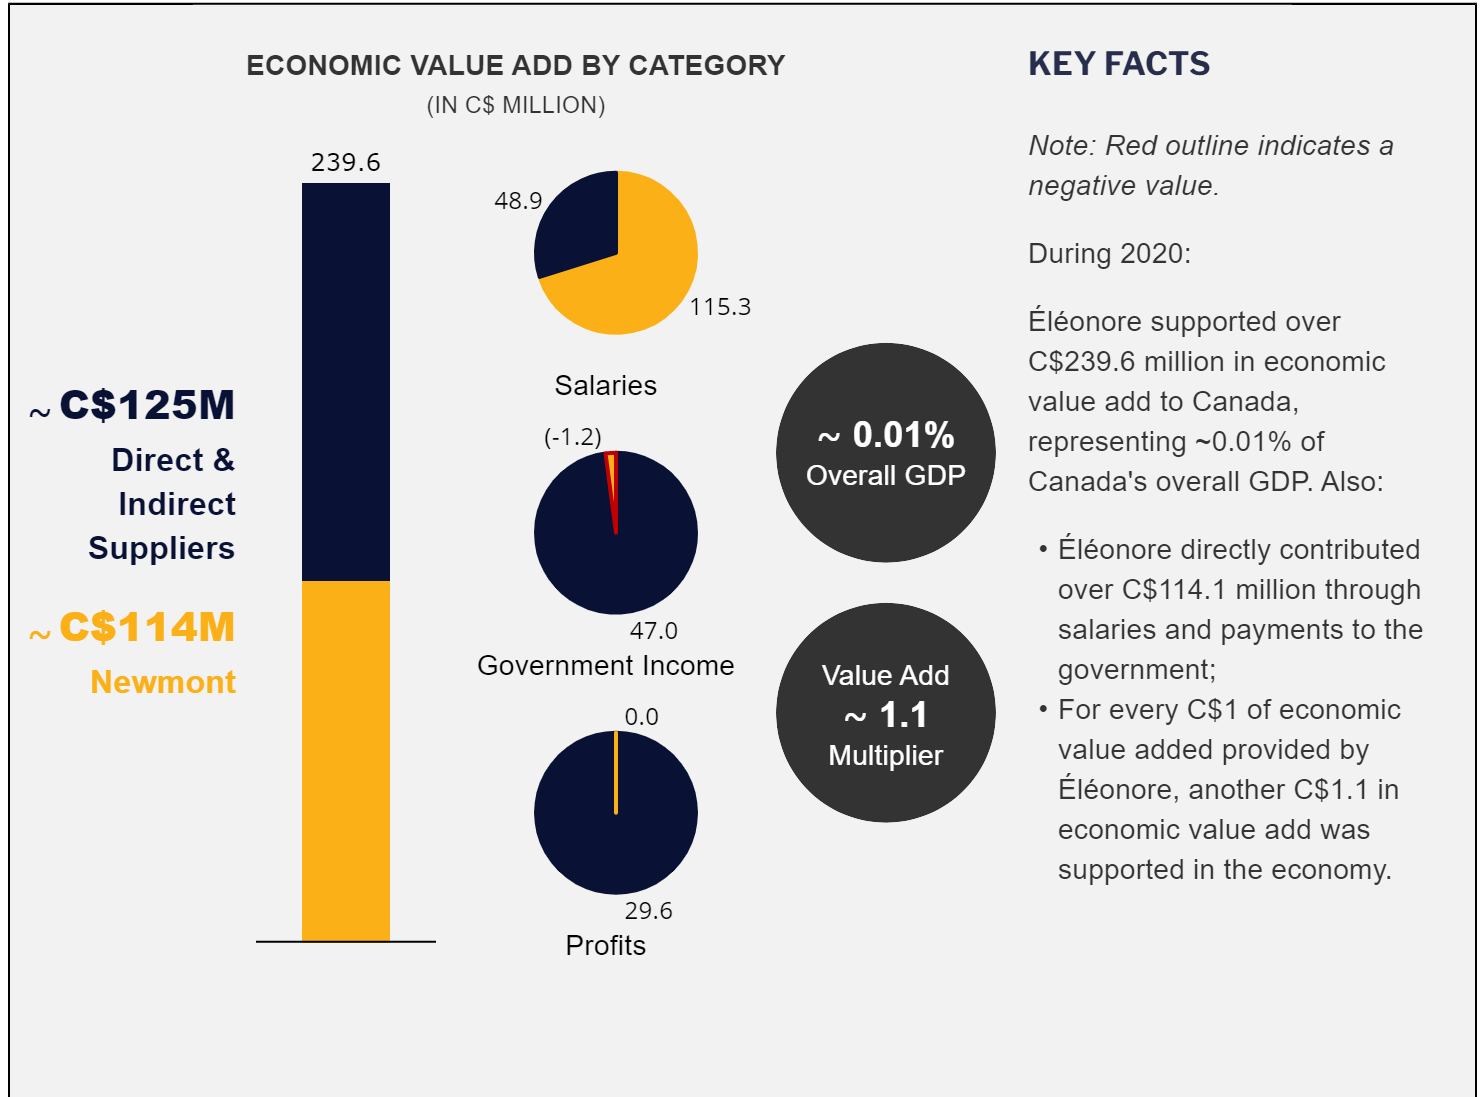 ECONOMIC VALUE ADD BY CATEGORY
(IN C$ MILLION)
239.6
~ C$125M
Direct &
Indirect
Suppliers
~ C$114M
Newmont
48.9
115.3
Salaries
(-1.2)
47.0
Government Income
0.0
29.6
Profits
~ 0.01%
Overall GDP
Value Add
~ 1.1
Multiplier
KEY FACTS
Note: Red outline indicates a
negative value.
During 2020:
Éléonore supported over
C$239.6 million in economic
value add to Canada,
representing ~0.01% of
Canada's overall GDP. Also:
• Éléonore directly contributed
over C$114.1 million through
salaries and payments to the
government;
• For every C$1 of economic
value added provided by
Éléonore, another C$1.1 in
economic value add was
supported in the economy.